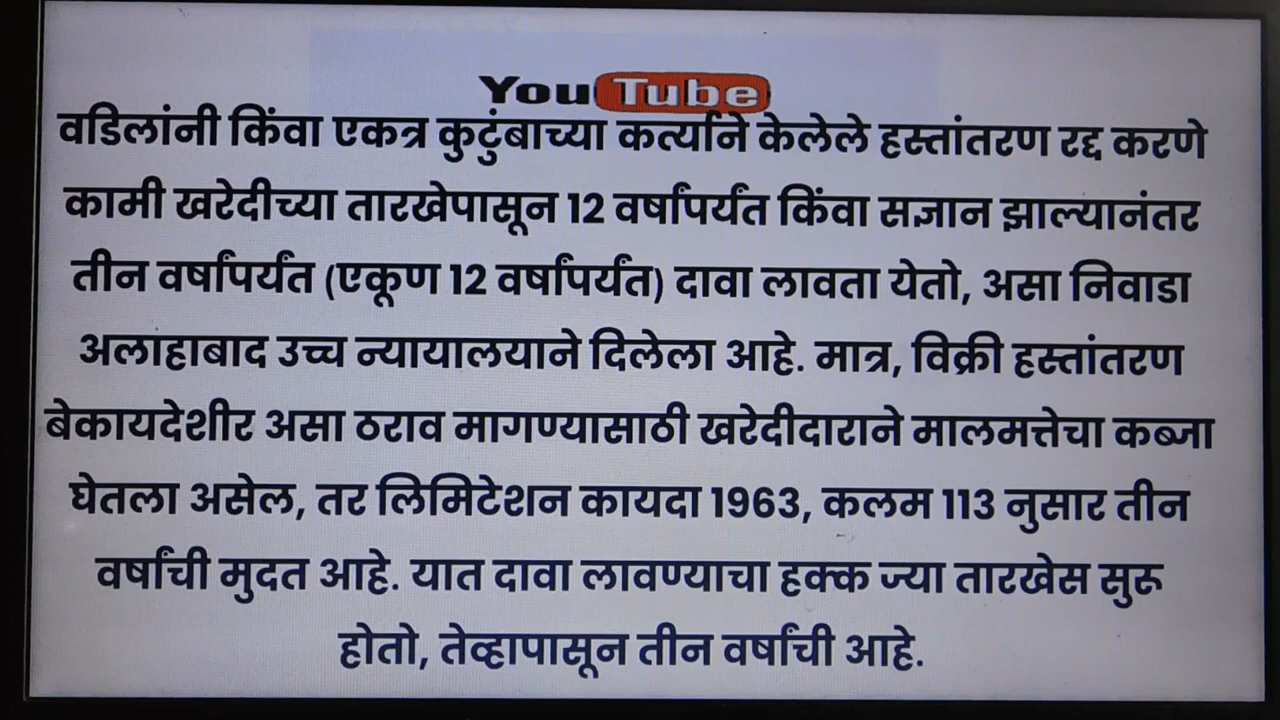 YouTube
वडिलांनी किंवा एकत्र कुटुंबाच्या कर्त्याने केलेले हस्तांतरण रद्द करणे
कामी खरेदीच्या तारखेपासून 12 वर्षांपर्यंत किंवा सज्ञान झाल्यानंतर
तीन वर्षांपर्यंत (एकूण 12 वर्षांपर्यंत) दावा लावता येतो, असा निवाडा
अलाहाबाद उच्च न्यायालयाने दिलेला आहे. मात्र, विक्री हस्तांतरण
बेकायदेशीर असा ठराव मागण्यासाठी खरेदीदाराने मालमत्तेचा कब्जा
घेतला असेल, तर लिमिटेशन कायदा 1963, कलम 113 नुसार तीन
वर्षांची मुदत आहे. यात दावा लावण्याचा हक्क ज्या तारखेस सुरू
होतो, तेव्हापासून तीन वर्षांची आहे.